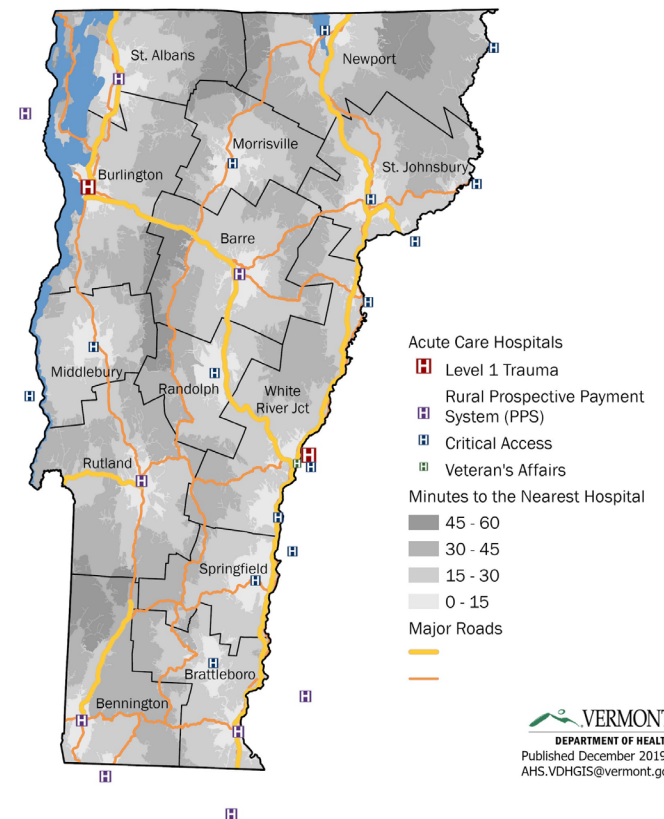 St. Albans
Newport
Morrisville
St. Johnsbury
Burlington
Barre
Middlebury
Randolph
White
River Jct
Rutland
Springfield
Brattleboro
Bennington
Acute Care Hospitals
H Level 1 Trauma
Rural Prospective Payment
H System (PPS)
H Critical Access
H Veteran's Affairs
Minutes to the Nearest Hospital
45 - 60
30 - 45
15 - 30
0 - 15
Major Roads
VERMONT
DEPARTMENT OF HEALT
Published December 2019
AHS.VDHGIS@vermont.go